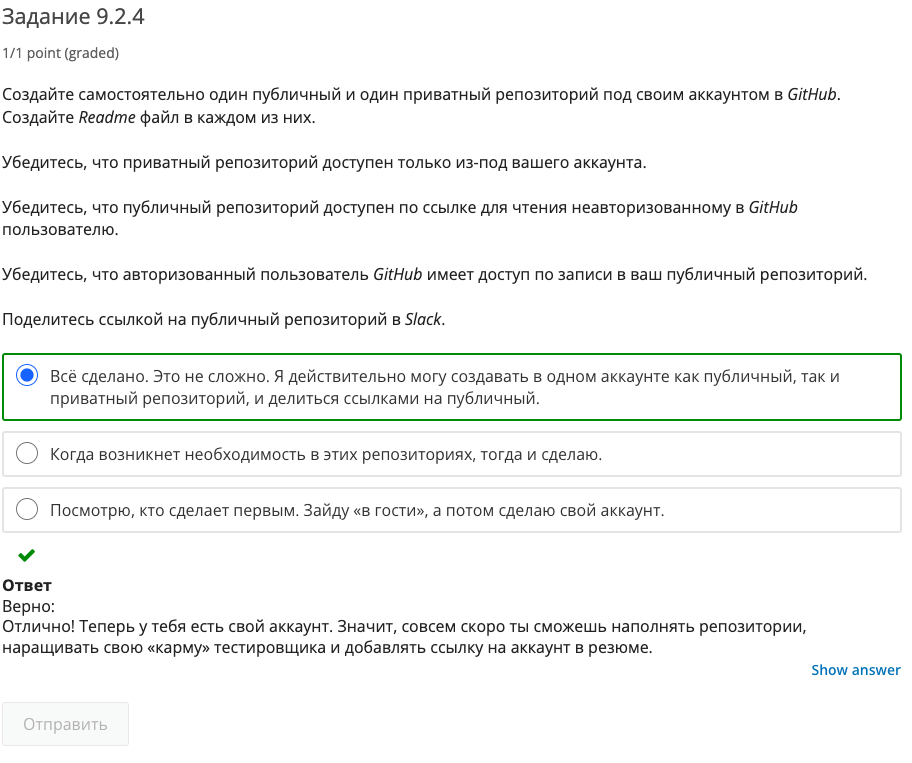 Задание 9.2.4
1/1 point (graded)
Создайте самостоятельно один публичный и один приватный репозиторий под своим аккаунтом в GitHub.
Создайте Readme файл в каждом из них.
Убедитесь, что приватный репозиторий доступен только из-под вашего аккаунта.
Убедитесь, что публичный репозиторий доступен по ссылке для чтения неавторизованному в GitHub
пользователю.
Убедитесь, что авторизованный пользователь GitHub имеет доступ по записи в ваш публичный репозиторий.
Поделитесь ссылкой на публичный репозиторий в Slack.
Всё сделано. Это не сложно. Я действительно могу создавать в одном аккаунте как публичный, так и
приватный репозиторий, и делиться ссылками на публичный.
Когда возникнет необходимость в этих репозиториях, тогда и сделаю.
Посмотрю, кто сделает первым. Зайду «в гости», а потом сделаю свой аккаунт.
Ответ
Верно:
Отлично! Теперь у тебя есть свой аккаунт. Значит, совсем скоро ты сможешь наполнять репозитории,
наращивать свою «карму» тестировщика и добавлять ссылку на аккаунт в резюме.
Show answer
Отправить